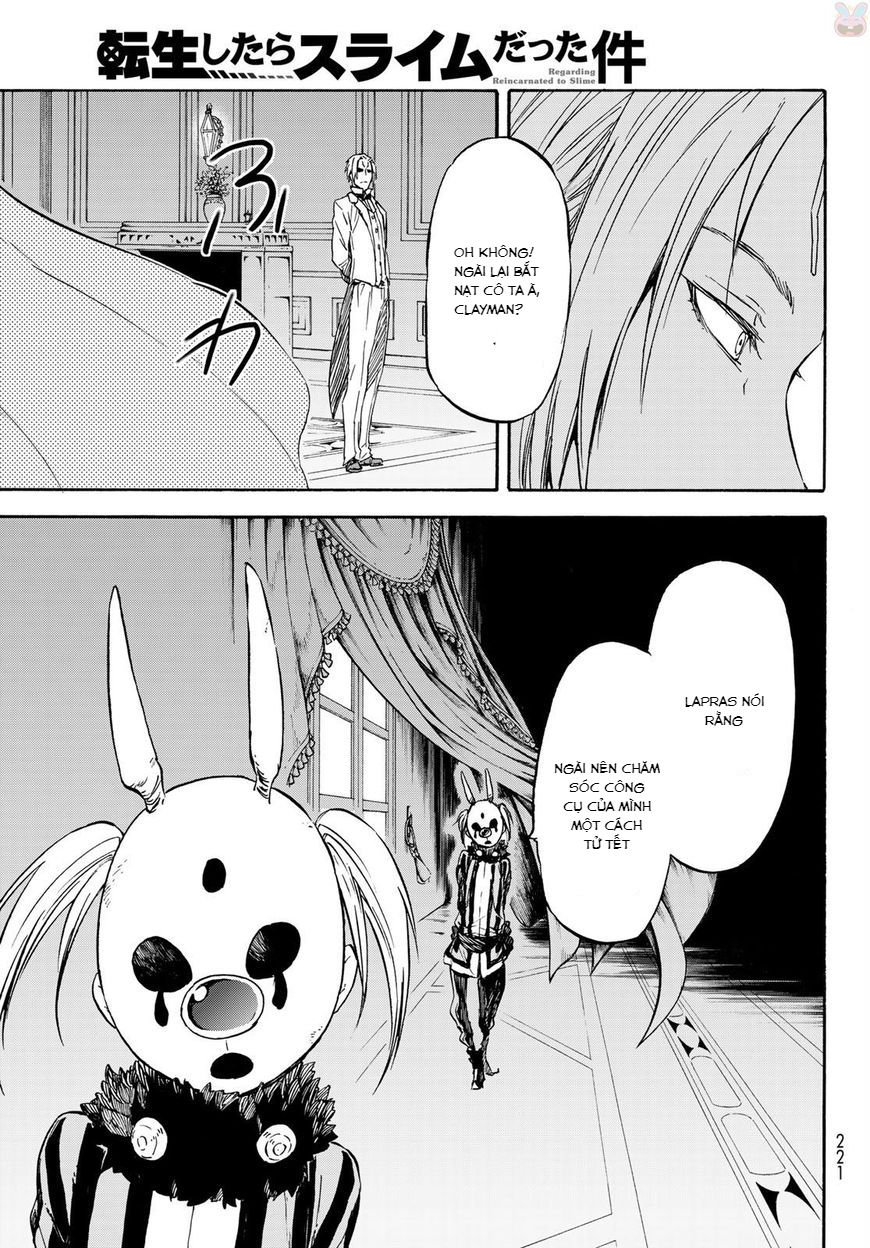 転生したらスライムだった件
Regarding
Reincarnated to Slime
OH KHÔNG!
NGÀI LẠI BẮT
NẠT CÔ TA Ă,
CLAYMAN?
ふわ
LAPRAS NÓI
RẰNG
NGÀI NÊN CHĂM
SÓC CÔNG
CỤ CỦA MÌNH
MỘT CÁCH
TỬ TẾT
221